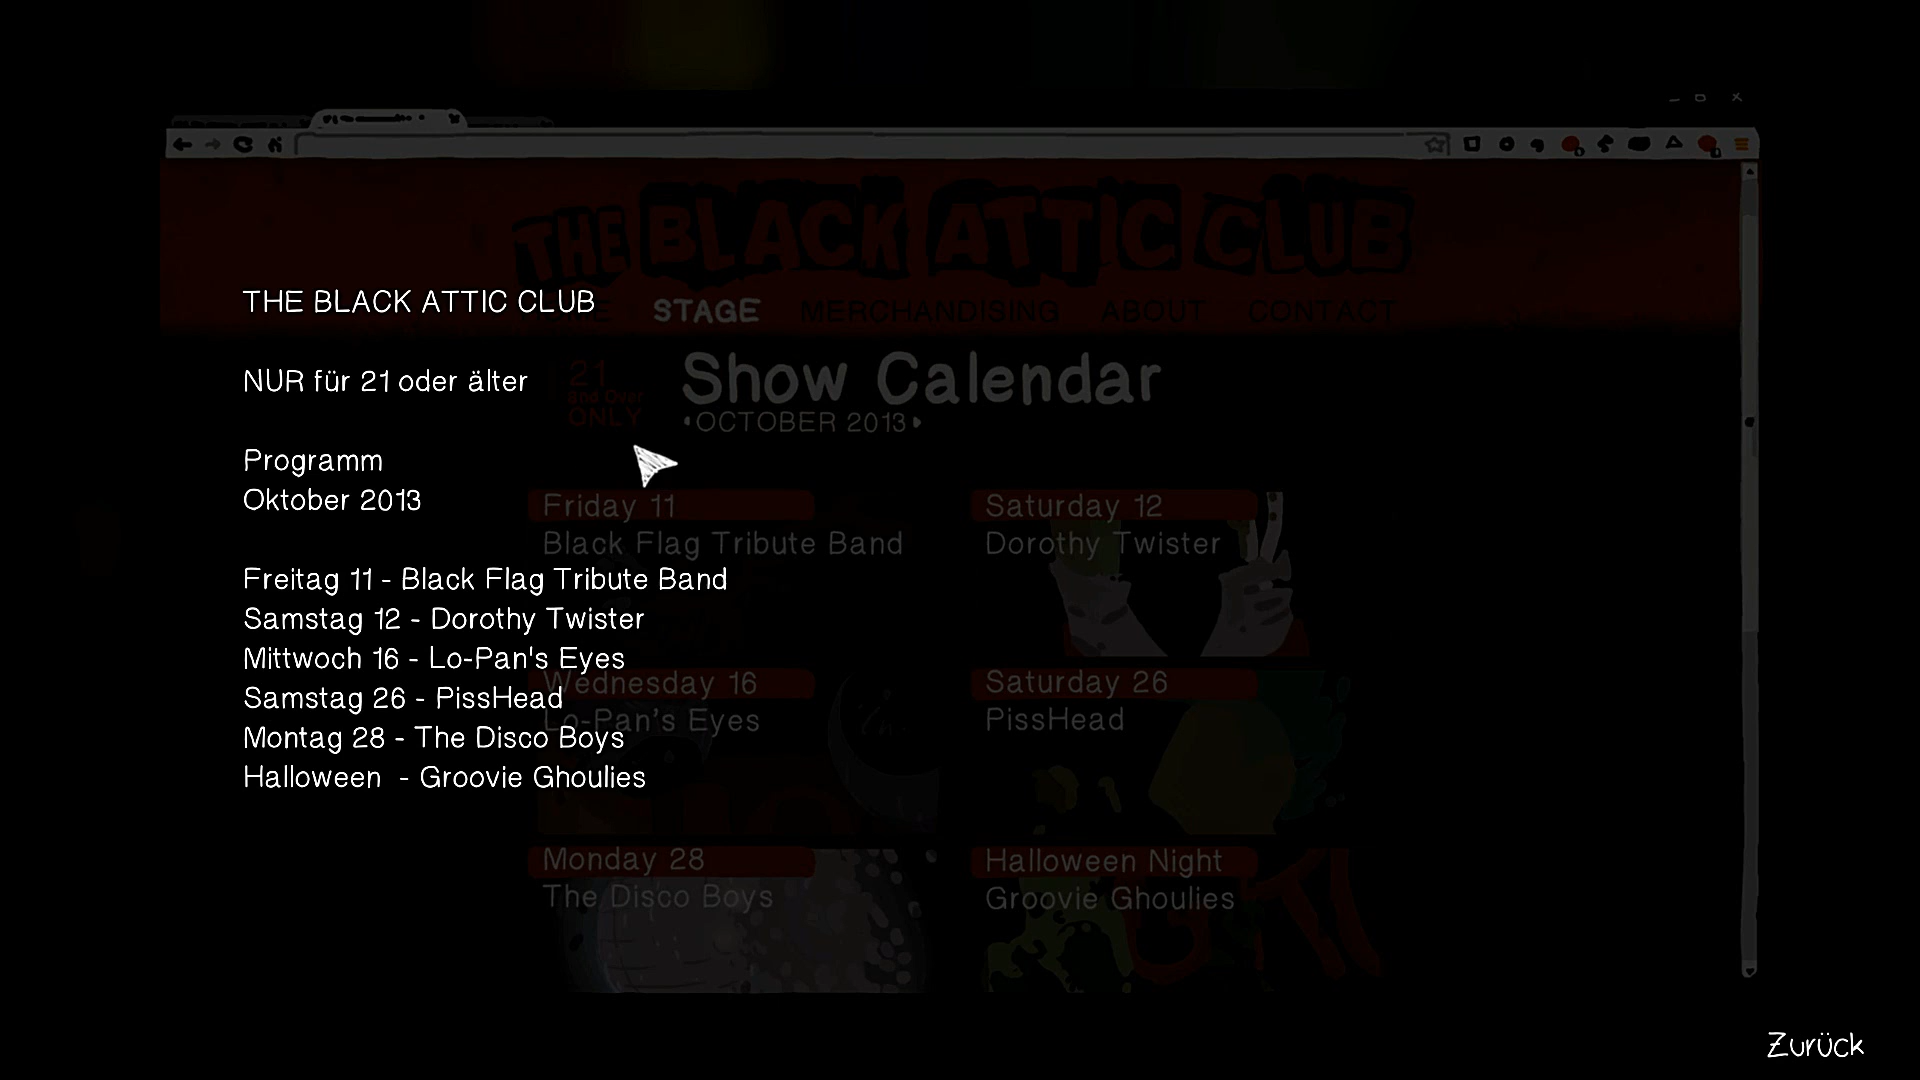 THE BLACK ATTIC CLUB
STAGE MERCHANDISING ABOUT CONTACT
21
and Over
ONLY
Show Calendar
•OCTOBER 2013•
Friday 11
Black Flag Tribute Band
Saturday 12
Dorothy Twister
Wednesday 16
Lo-Pan's Eyes
Saturday 26
PissHead
Monday 28
The Disco Boys
Halloween Night
Groovie Ghoulies
THE BLACK ATTIC CLUB
NUR für 21 oder älter
Programm
Oktober 2013
Freitag 11 - Black Flag Tribute Band
Samstag 12 - Dorothy Twister
Mittwoch 16 - Lo-Pan's Eyes
Samstag 26 - PissHead
Montag 28 - The Disco Boys
Halloween  - Groovie Ghoulies
Zurück